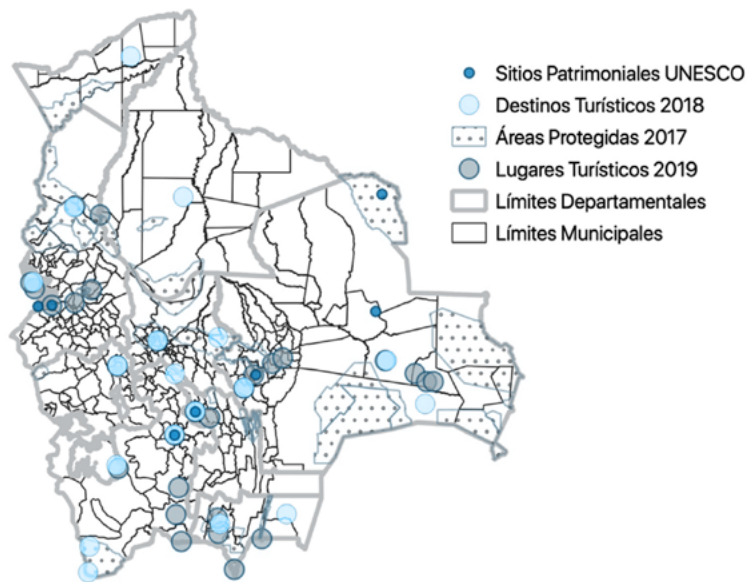 Sitios Patrimoniales UNESCO
Destinos Turísticos 2018
Áreas Protegidas 2017
Lugares Turísticos 2019
Límites Departamentales
Límites Municipales